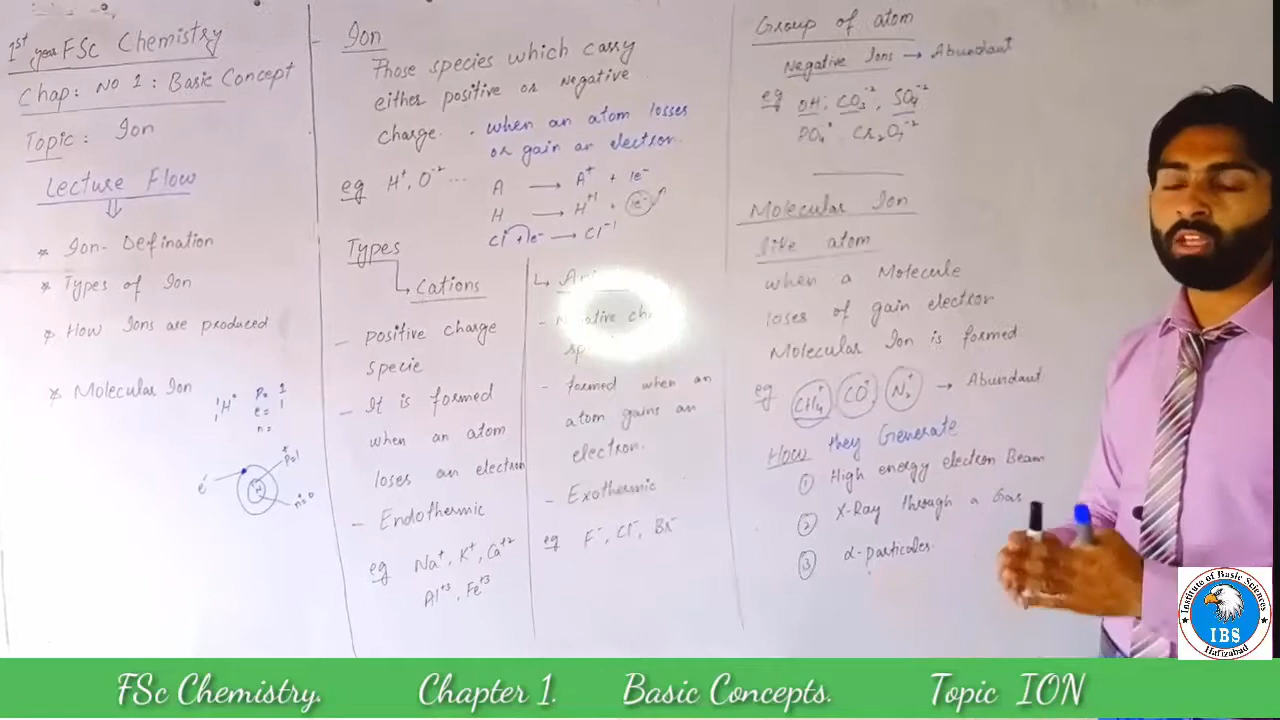 1st year FSc Chemistry
Chap: No 1: Basic Concept
Topic: Ion
Lecture Flow
* Ion- Defination
* Types of Ion
* How Ions are produced
* Molecular Ion
H
P= 1
e= 1
n=
e-
P=1
n=0
- Ion
Those species which carry
either positive or negative
charge. . when an atom losses
or gain an electron.
eg H+, O-2 ...
A → A+ + 1e-
H → H+1 + 1e-
Cl + 1e- → Cl-1
Types
↳ Cations
- positive charge
specie
- It is formed
when an atom
loses an electron
- Endothermic
eg Na+, K+, Ca+2
Al+3, Fe+3
- formed when an
atom gains an
electron.
- Exothermic
eg F-, Cl-, Br-
Group of atom
Negative Ions → Abundant
eg OH-, CO3-2, SO4-2
PO4 Cr2O7-2
Molecular Ion
like atom
when a Molecule
loses of gain electron
Molecular Ion is formed
eg CH4+ CO+ N2+ → Abundant
How they Generate
① High energy electron Beam
② X-Ray through a Gas
③ α-particales.
Institute of Basic Sciences
IBS
Hafizabad
FSc Chemistry. Chapter 1. Basic Concepts. Topic ION